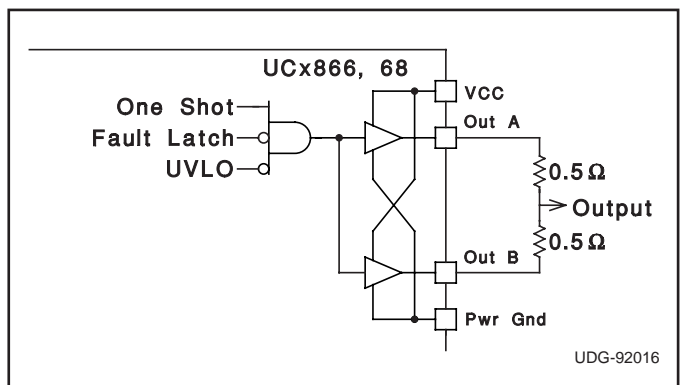 UCx866, 68
VCC
One Shot
Out A
Fault Latch
UVLO
0.5Ω
Output
0.5Ω
Out B
Pwr Gnd
UDG-92016